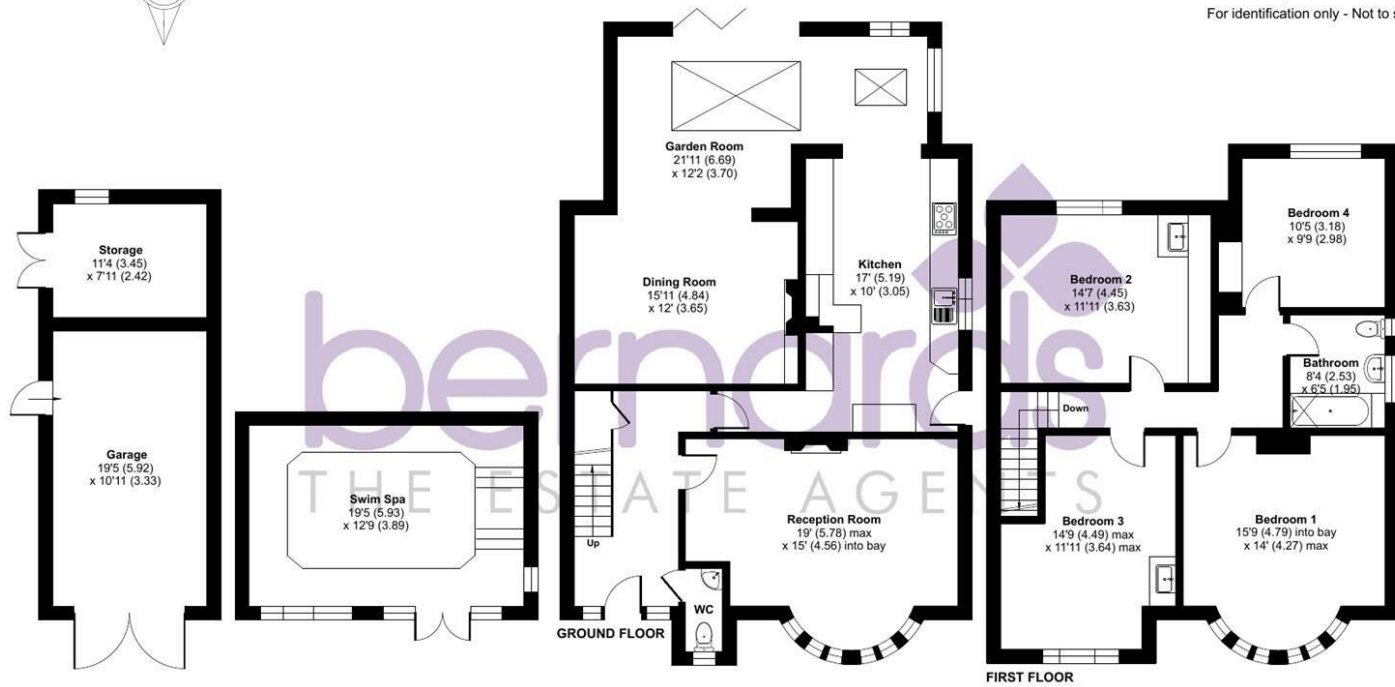 For identification only - Not to s
Garden Room
21'11 (6.69)
x 12'2 (3.70)
Storage
11'4 (3.45)
x 7'11 (2.42)
Dining Room
15'11 (4.84)
x 12' (3.65)
Kitchen
17' (5.19)
x 10' (3.05)
Bedroom 2
14'7 (4.45)
x 11'11 (3.63)
Bedroom 4
10'5 (3.18)
x 9'9 (2.98)
Bathroom
8'4 (2.53)
x 6'5 (1.95)
Down
bernards
THE ESTATE AGENTS
Garage
19'5 (5.92)
x 10'11 (3.33)
Swim Spa
19'5 (5.93)
x 12'9 (3.89)
Up
Reception Room
19' (5.78) max
x 15' (4.56) into bay
WC
Bedroom 3
14'9 (4.49) max
x 11'11 (3.64) max
Bedroom 1
15'9 (4.79) into bay
x 14' (4.27) max
GROUND FLOOR
FIRST FLOOR